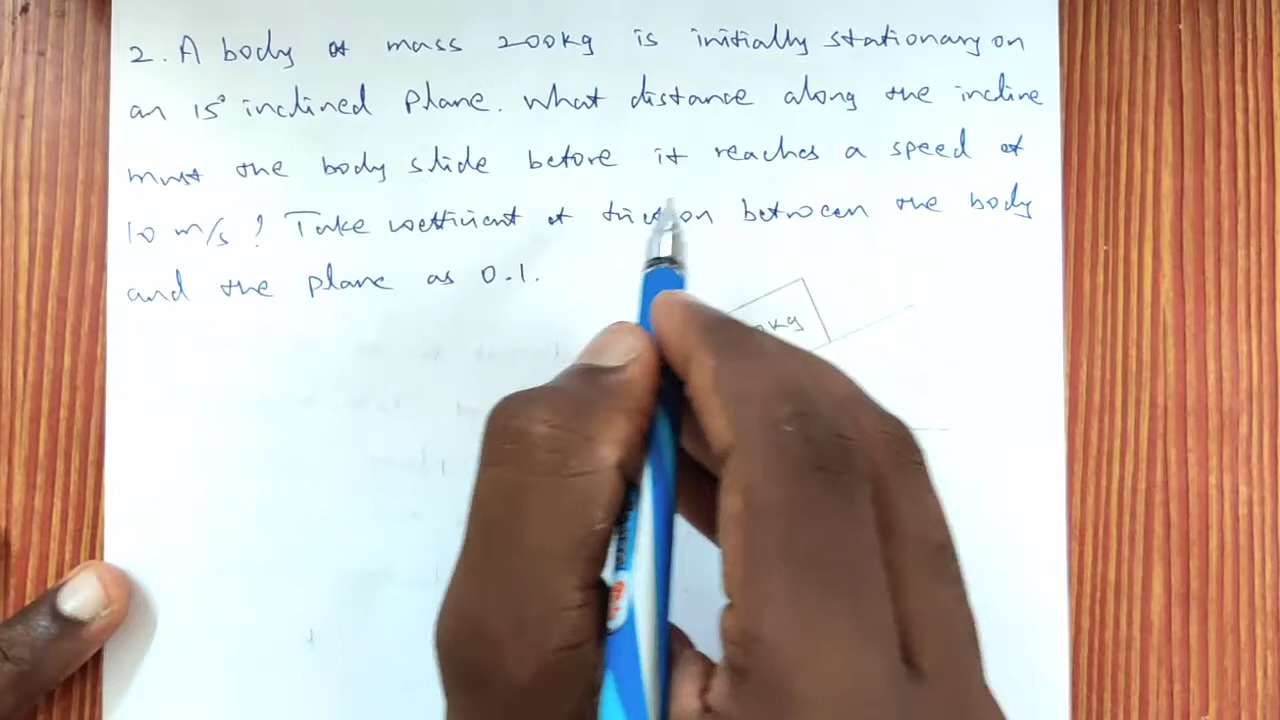 2. A body of mass 200kg is initially stationary on
an 15° inclined plane. What distance along the incline
must the body slide before it reaches a speed of
10 m/s? Take coefficient of friction between the body
and the plane as 0.1.
kg